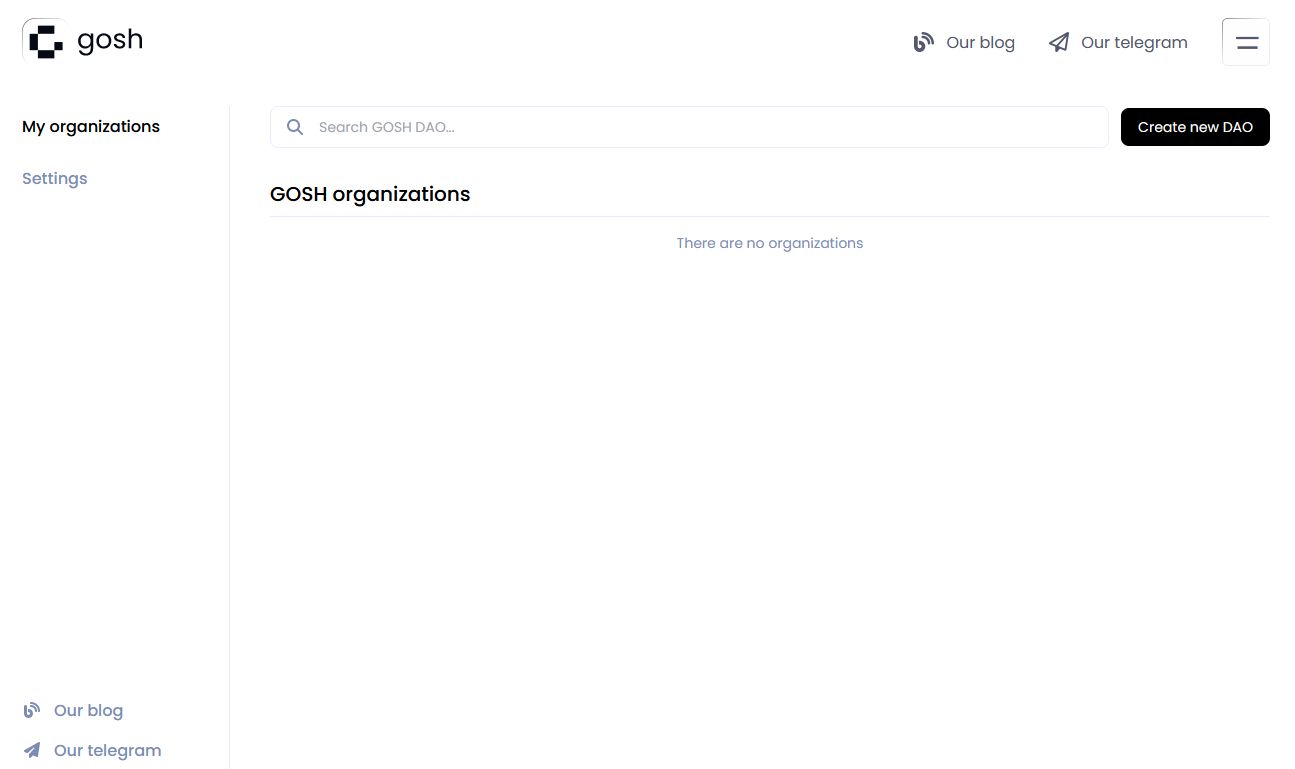 gosh
Our blog
Our telegram
My organizations
Settings
Search GOSH DAO...
Create new DAO
GOSH organizations
There are no organizations
Our blog
Our telegram